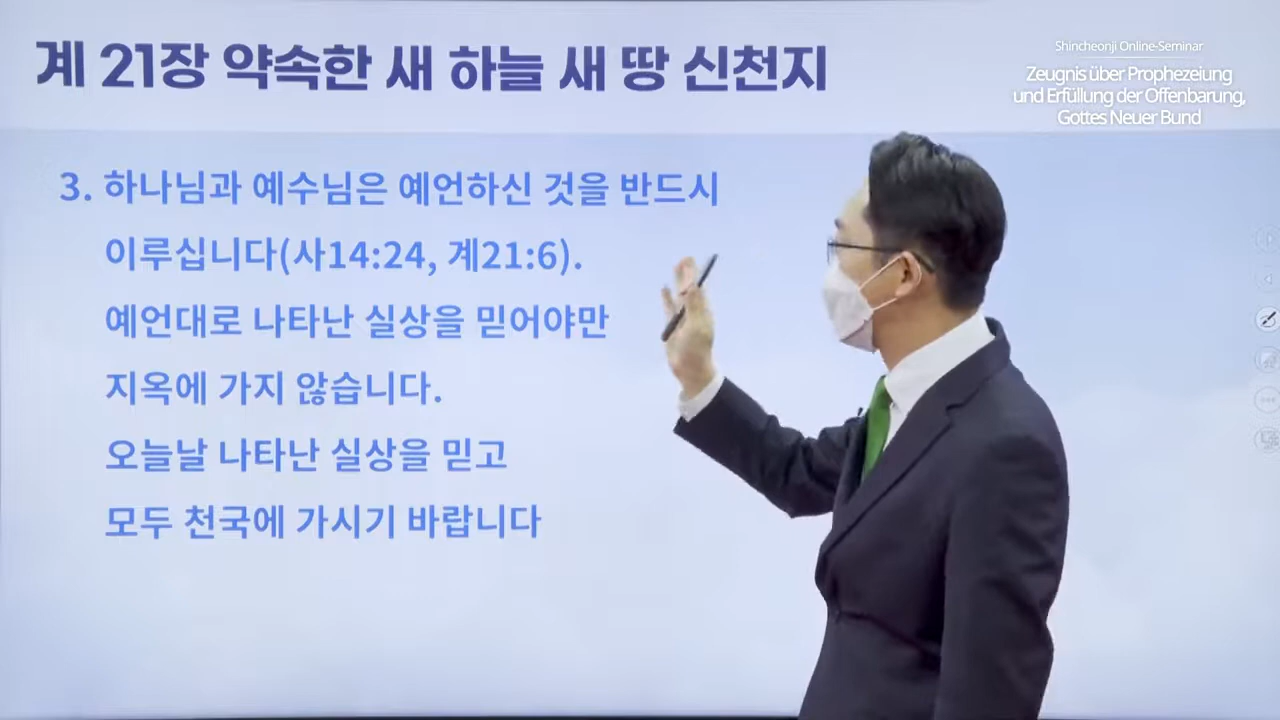 계 21장 약속한 새 하늘 새 땅 신천지
Shincheonji Online-Seminar
Zeugnis über Prophezeiung
und Erfüllung der Offenbarung,
Gottes Neuer Bund
3. 하나님과 예수님은 예언하신 것을 반드시
이루십니다(사14:24, 계21:6).
예언대로 나타난 실상을 믿어야만
지옥에 가지 않습니다.
오늘날 나타난 실상을 믿고
모두 천국에 가시기 바랍니다